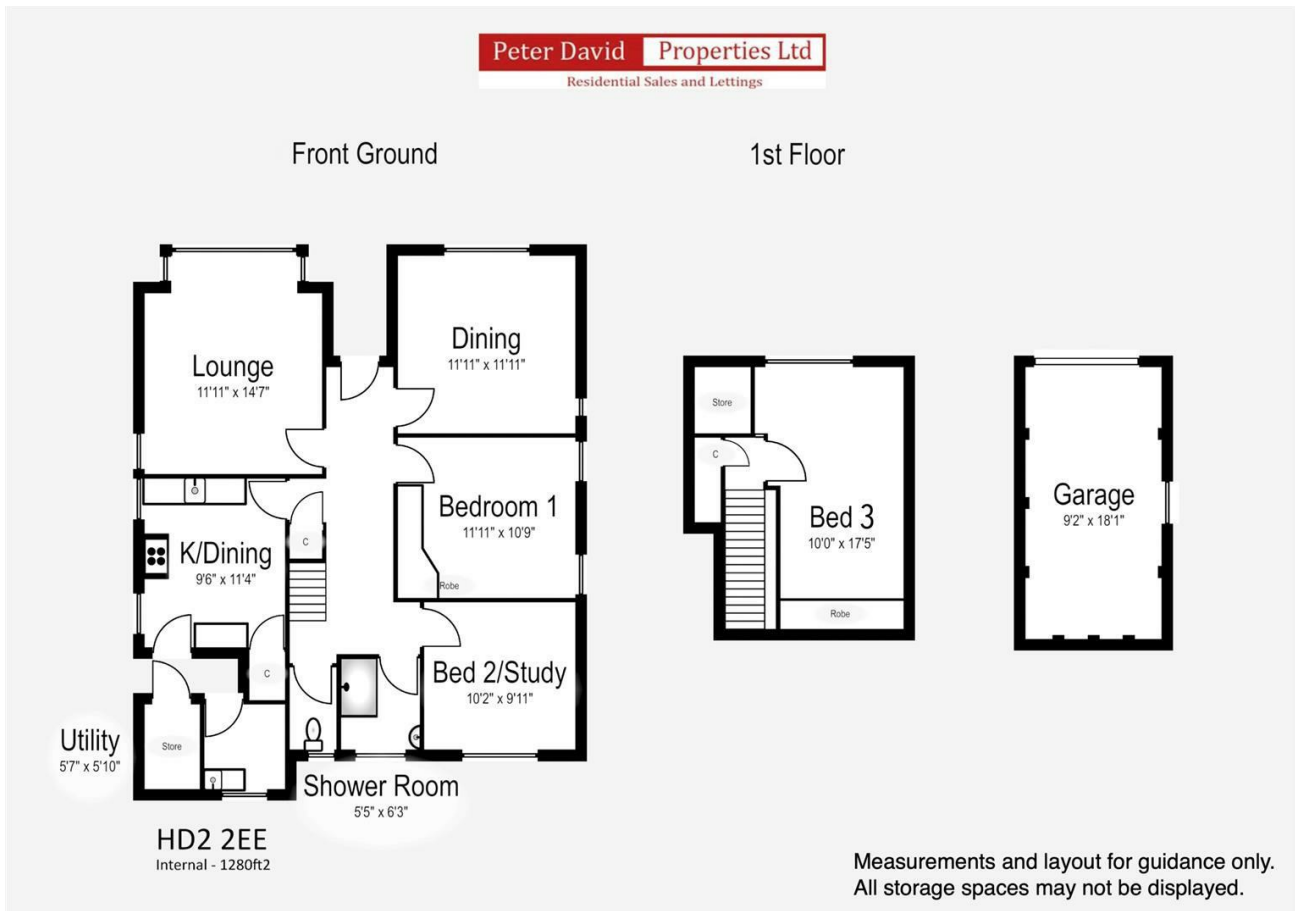 Peter David Properties Ltd
Residential Sales and Lettings
Front Ground
1st Floor
Lounge
11'11" x 14'7"
Dining
11'11" x 11'11"
Bedroom 1
11'11" x 10'9"
Robe
K/Dining
9'6" x 11'4"
C
C
Bed 2/Study
10'2" x 9'11"
Utility
5'7" x 5'10"
Store
Shower Room
5'5" x 6'3"
HD2 2EE
Internal - 1280ft2
Store
C
Bed 3
10'0" x 17'5"
Robe
Garage
9'2" x 18'1"
Measurements and layout for guidance only.
All storage spaces may not be displayed.